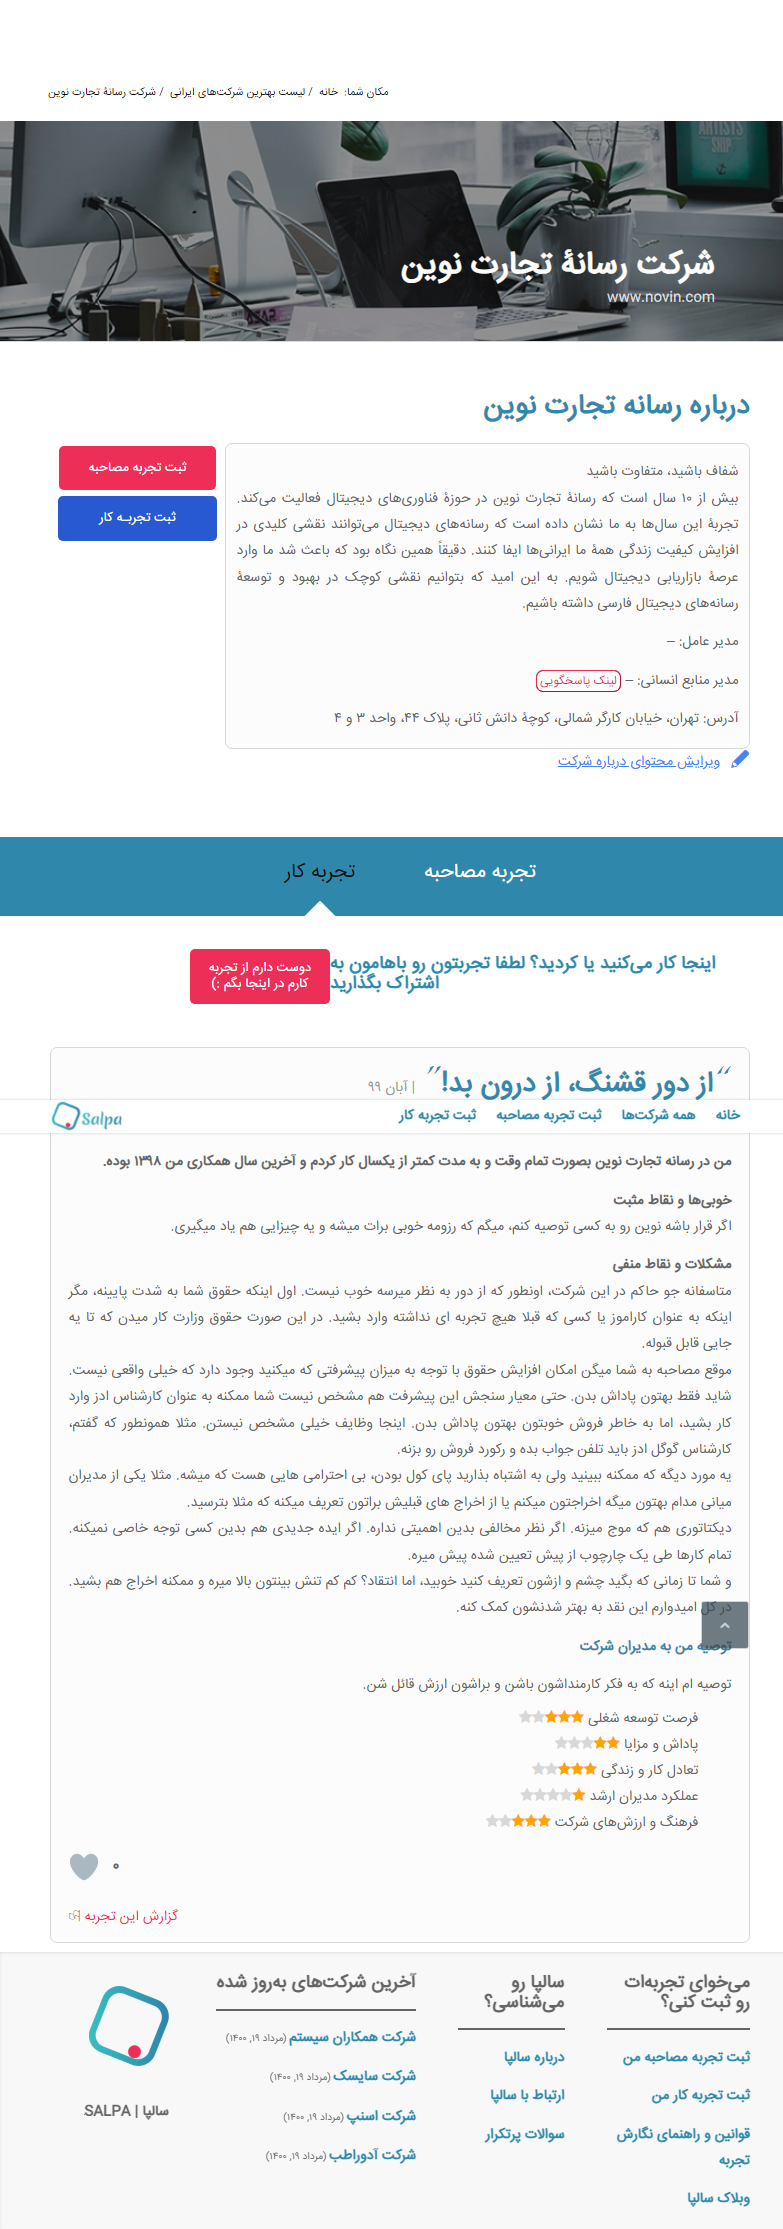 مکان شما: خانه / لیست بهترین شرکت‌های ایرانی / شرکت رسانهٔ تجارت نوین
ARTISTS
SHIP
شرکت رسانهٔ تجارت نوین
www.novin.com
درباره رسانه تجارت نوین
ثبت تجربه مصاحبه
ثبت تجربـه کار
شفاف باشید، متفاوت باشید
بیش از ۱۰ سال است که رسانهٔ تجارت نوین در حوزهٔ فناوری‌های دیجیتال فعالیت می‌کند.
تجربهٔ این سال‌ها به ما نشان داده است که رسانه‌های دیجیتال می‌توانند نقشی کلیدی در
افزایش کیفیت زندگی همهٔ ما ایرانی‌ها ایفا کنند. دقیقاً همین نگاه بود که باعث شد ما وارد
عرصهٔ بازاریابی دیجیتال شویم. به این امید که بتوانیم نقشی کوچک در بهبود و توسعهٔ
رسانه‌های دیجیتال فارسی داشته باشیم.
مدیر عامل: –
مدیر منابع انسانی: – لینک پاسخگویی
آدرس: تهران، خیابان کارگر شمالی، کوچهٔ دانش ثانی، پلاک ۴۴، واحد ۳ و ۴
ویرایش محتوای درباره شرکت
تجربه مصاحبه
تجربه کار
اینجا کار می‌کنید یا کردید؟ لطفا تجربتون رو باهامون به
اشتراک بگذارید
دوست دارم از تجربه
کارم در اینجا بگم :)
“از دور قشنگ، از درون بد!” | آبان ۹۹
خانه همه شرکت‌ها ثبت تجربه مصاحبه ثبت تجربه کار
Salpa
من در رسانه تجارت نوین بصورت تمام وقت و به مدت کمتر از یکسال کار کردم و آخرین سال همکاری من ۱۳۹۸ بوده.
خوبی‌ها و نقاط مثبت
اگر قرار باشه نوین رو به کسی توصیه کنم، میگم که رزومه خوبی برات میشه و یه چیزایی هم یاد میگیری.
مشکلات و نقاط منفی
متاسفانه جو حاکم در این شرکت، اونطور که از دور به نظر میرسه خوب نیست. اول اینکه حقوق شما به شدت پایینه، مگر
اینکه به عنوان کاراموز یا کسی که قبلا هیچ تجربه ای نداشته وارد بشید. در این صورت حقوق وزارت کار میدن که تا یه
جایی قابل قبوله.
موقع مصاحبه به شما میگن امکان افزایش حقوق با توجه به میزان پیشرفتی که میکنید وجود دارد که خیلی واقعی نیست.
شاید فقط بهتون پاداش بدن. حتی معیار سنجش این پیشرفت هم مشخص نیست شما ممکنه به عنوان کارشناس ادز وارد
کار بشید، اما به خاطر فروش خوبتون بهتون پاداش بدن. اینجا وظایف خیلی مشخص نیستن. مثلا همونطور که گفتم،
کارشناس گوگل ادز باید تلفن جواب بده و رکورد فروش رو بزنه.
یه مورد دیگه که ممکنه ببینید ولی به اشتباه بذارید پای کول بودن، بی احترامی هایی هست که میشه. مثلا یکی از مدیران
میانی مدام بهتون میگه اخراجتون میکنم یا از اخراج های قبلیش براتون تعریف میکنه که مثلا بترسید.
دیکتاتوری هم که موج میزنه. اگر نظر مخالفی بدین اهمیتی نداره. اگر ایده جدیدی هم بدین کسی توجه خاصی نمیکنه.
تمام کارها طی یک چارچوب از پیش تعیین شده پیش میره.
و شما تا زمانی که بگید چشم و ازشون تعریف کنید خوبید، اما انتقاد؟ کم کم تنش بینتون بالا میره و ممکنه اخراج هم بشید.
در کل امیدوارم این نقد به بهتر شدنشون کمک کنه.
توصیه من به مدیران شرکت
توصیه ام اینه که به فکر کارمنداشون باشن و براشون ارزش قائل شن.
فرصت توسعه شغلی
پاداش و مزایا
تعادل کار و زندگی
عملکرد مدیران ارشد
فرهنگ و ارزش‌های شرکت
۰
گزارش این تجربه
می‌خوای تجربه‌ات
رو ثبت کنی؟
ثبت تجربه مصاحبه من
ثبت تجربه کار من
قوانین و راهنمای نگارش
تجربه
وبلاک سالپا
سالپا رو
می‌شناسی؟
درباره سالپا
ارتباط با سالپا
سوالات پرتکرار
آخرین شرکت‌های به‌روز شده
شرکت همکاران سیستم (مرداد ۱۹, ۱۴۰۰)
شرکت سایسک (مرداد ۱۹, ۱۴۰۰)
شرکت اسنپ (مرداد ۱۹, ۱۴۰۰)
شرکت آدوراطب (مرداد ۱۹, ۱۴۰۰)
سالپا | SALPA